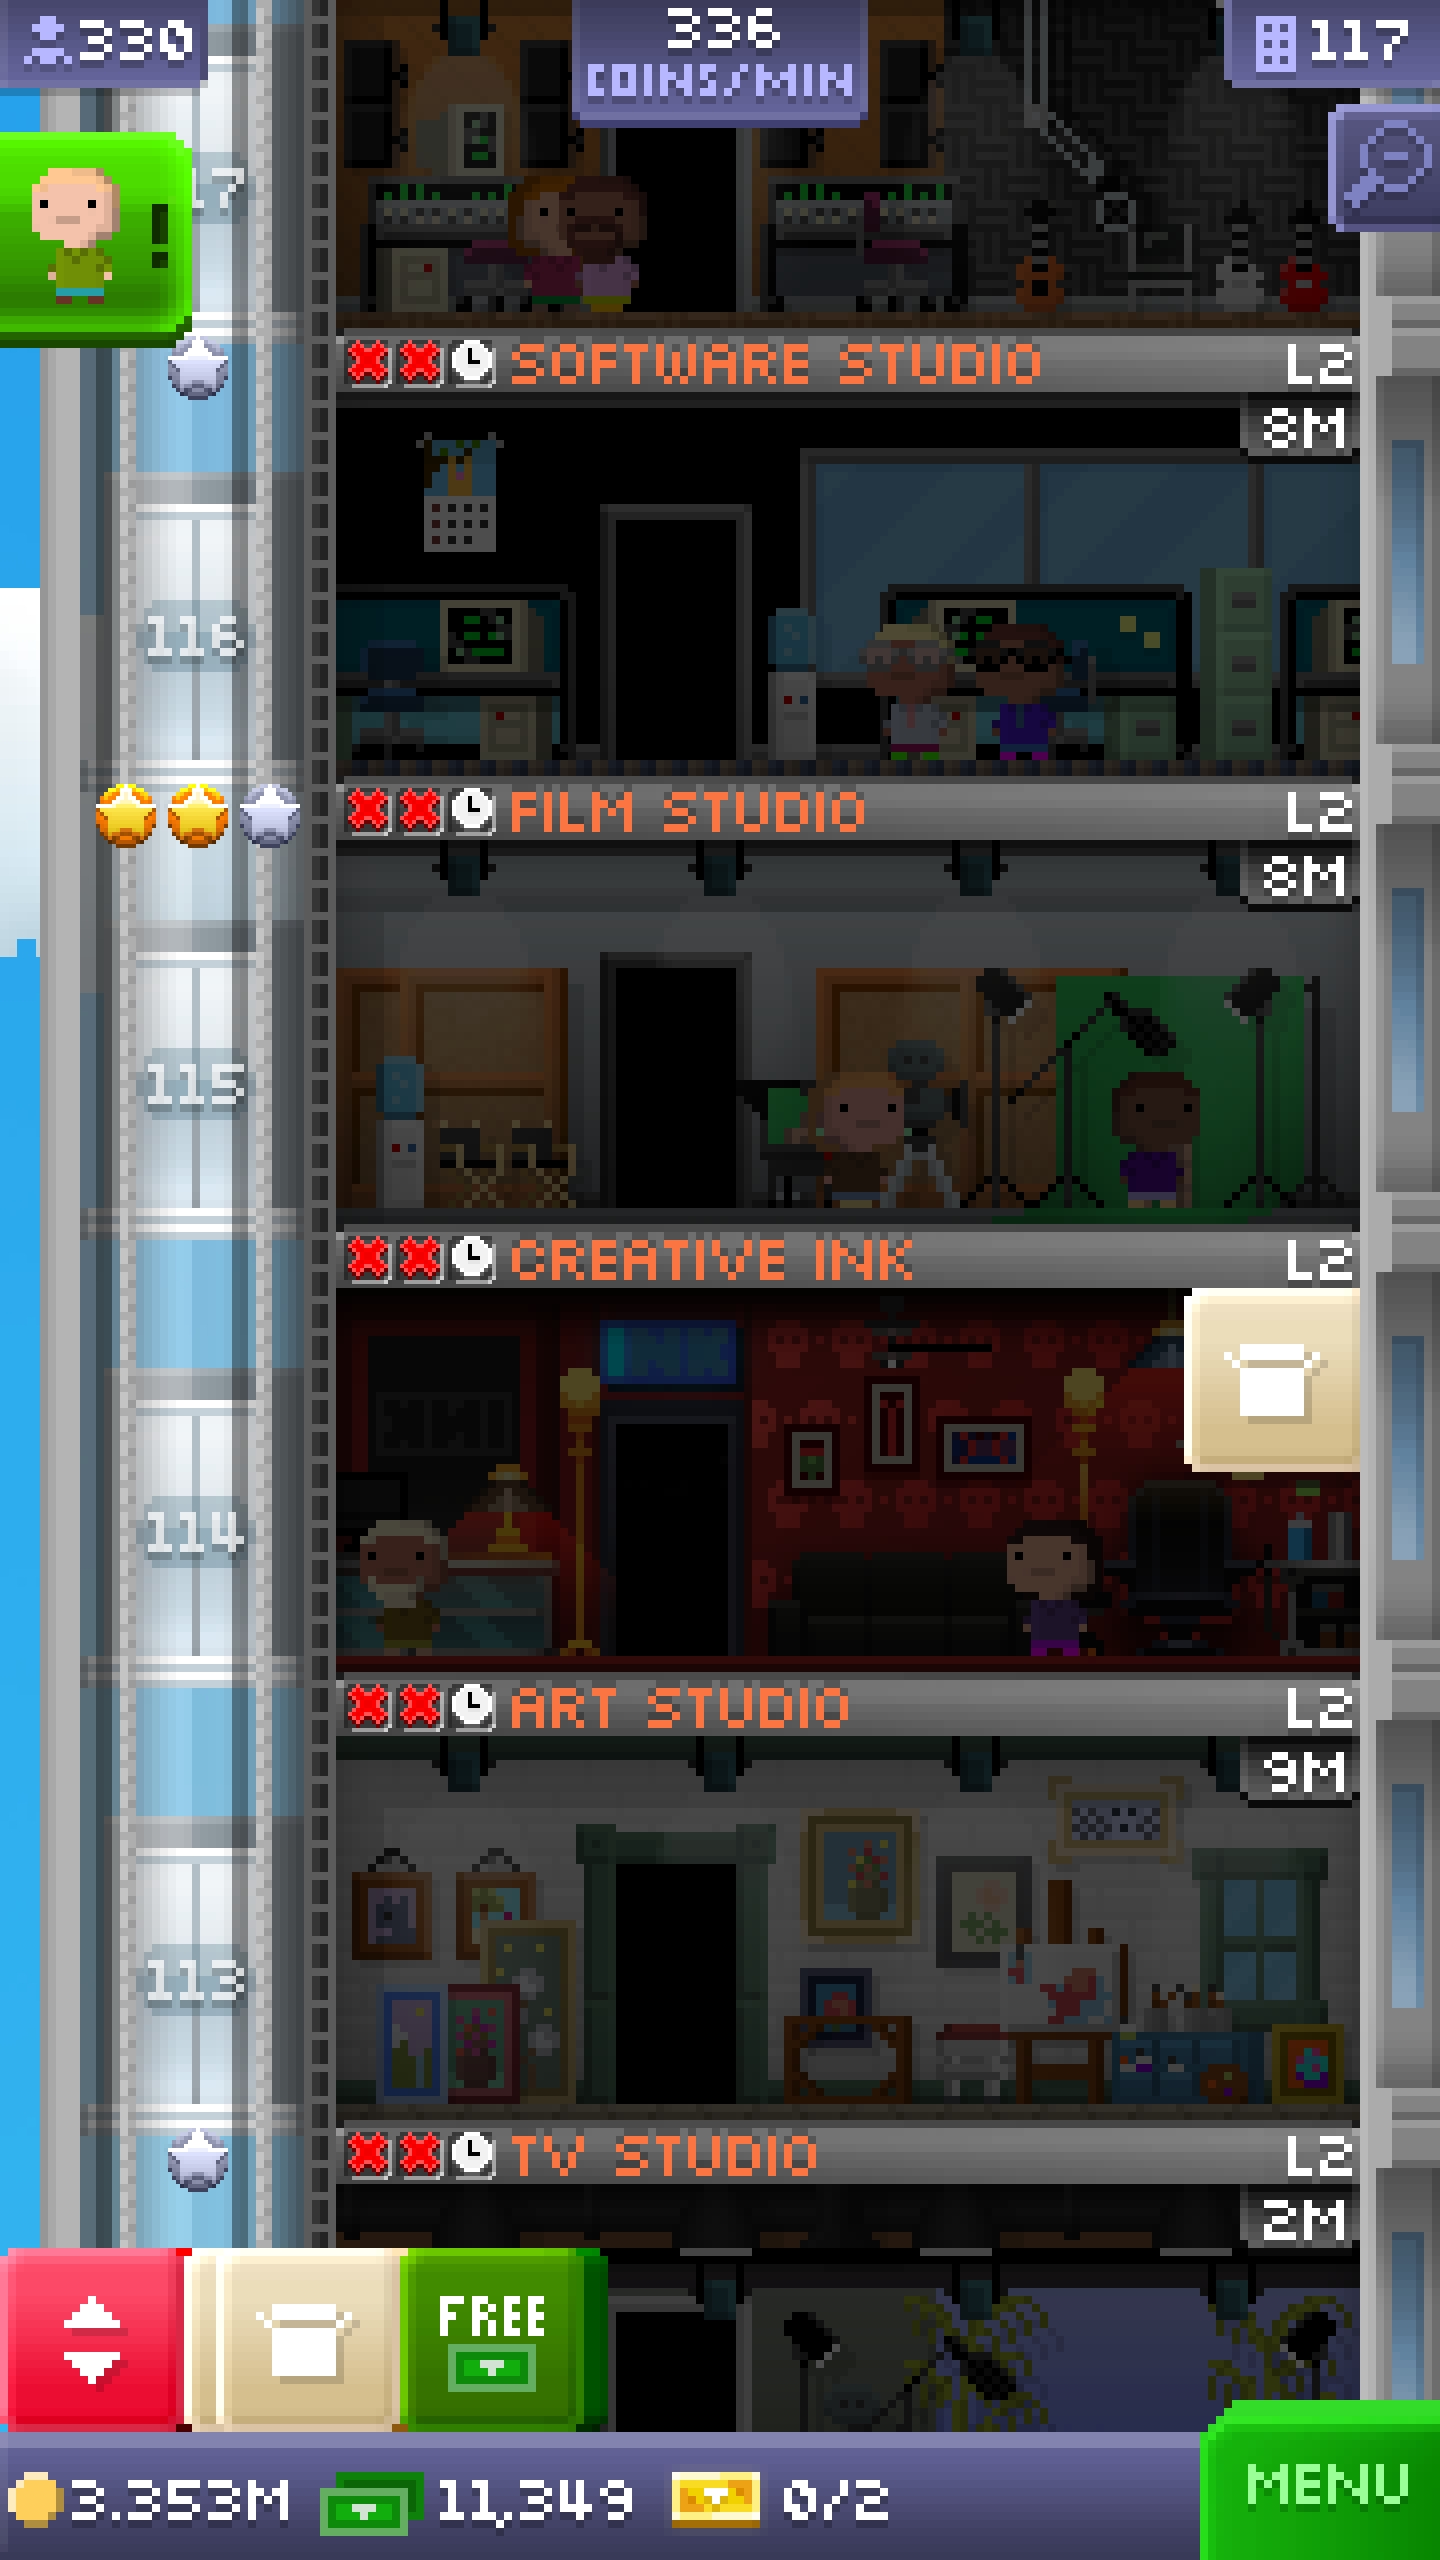 330
336
COINS/MIN
117
17
!
SOFTWARE STUDIO L2
8M
116
FILM STUDIO L2
8M
115
CREATIVE INK L2
INK
114
ART STUDIO L2
9M
113
TV STUDIO L2
2M
FREE
3.353M 11,349 0/2
MENU